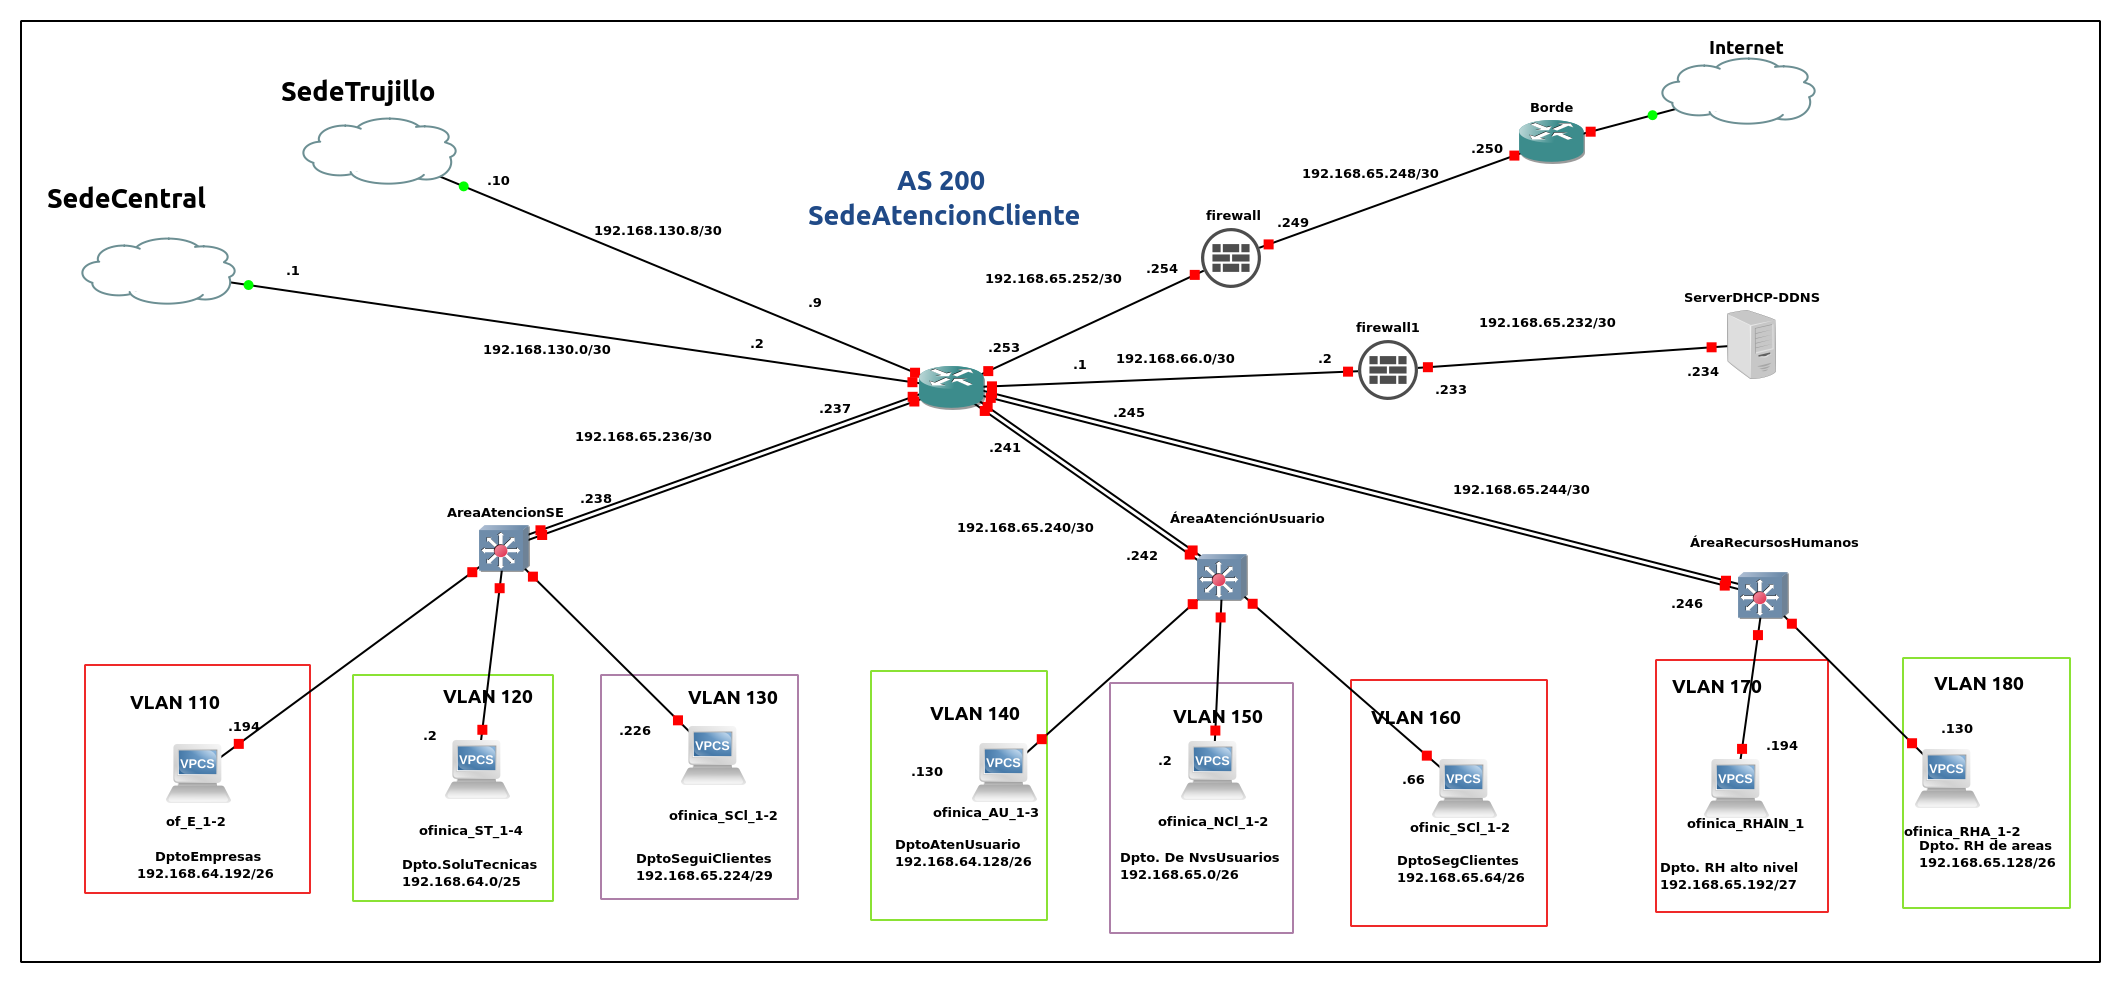 Internet
SedeTrujillo
Borde
.250
192.168.65.248/30
.10
AS 200
SedeAtencionCliente
SedeCentral
firewall
.249
192.168.130.8/30
.254
192.168.65.252/30
.1
.9
ServerDHCP-DDNS
192.168.65.232/30
firewall1
.2
192.168.130.0/30
.253
.1
192.168.66.0/30
.2
.234
.233
.237
.245
192.168.65.236/30
.241
.238
192.168.65.244/30
AreaAtencionSE
192.168.65.240/30
ÁreaAtenciónUsuario
.242
ÁreaRecursosHumanos
.246
VLAN 110
.194
VPCS
of_E_1-2
DptoEmpresas
192.168.64.192/26
VLAN 120
.2
VPCS
ofinica_ST_1-4
Dpto.SoluTecnicas
192.168.64.0/25
VLAN 130
.226
VPCS
ofinica_SCl_1-2
DptoSeguiClientes
192.168.65.224/29
VLAN 140
.130
VPCS
ofinica_AU_1-3
DptoAtenUsuario
192.168.64.128/26
VLAN 150
.2
VPCS
ofinica_NCl_1-2
Dpto. De NvsUsuarios
192.168.65.0/26
VLAN 160
.66
VPCS
ofinic_SCl_1-2
DptoSegClientes
192.168.65.64/26
VLAN 170
.194
VPCS
ofinica_RHAlN_1
Dpto. RH alto nivel
192.168.65.192/27
VLAN 180
.130
VPCS
ofinica_RHA_1-2
Dpto. RH de areas
192.168.65.128/26